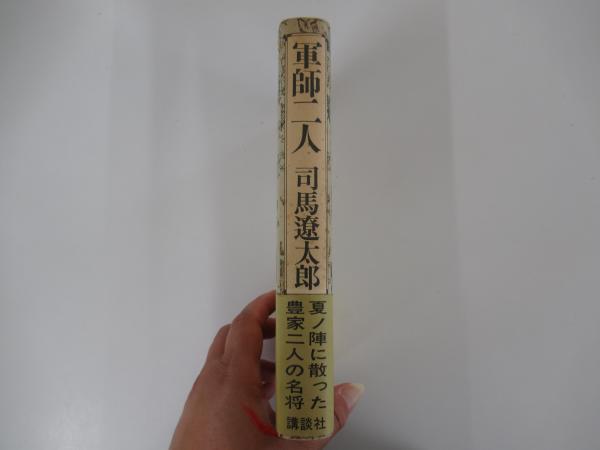 軍師二人
司馬遼太郎
夏ノ陣に散った
豊家二人の名将
講談社